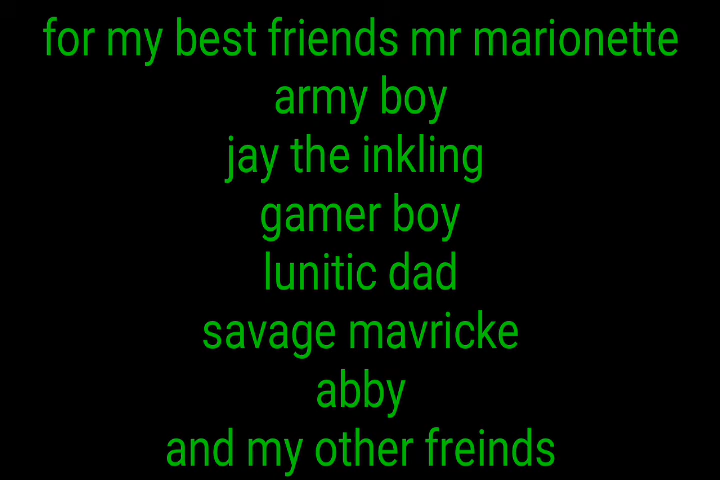 for my best friends mr marionette
army boy
jay the inkling
gamer boy
lunitic dad
savage mavricke
abby
and my other freinds